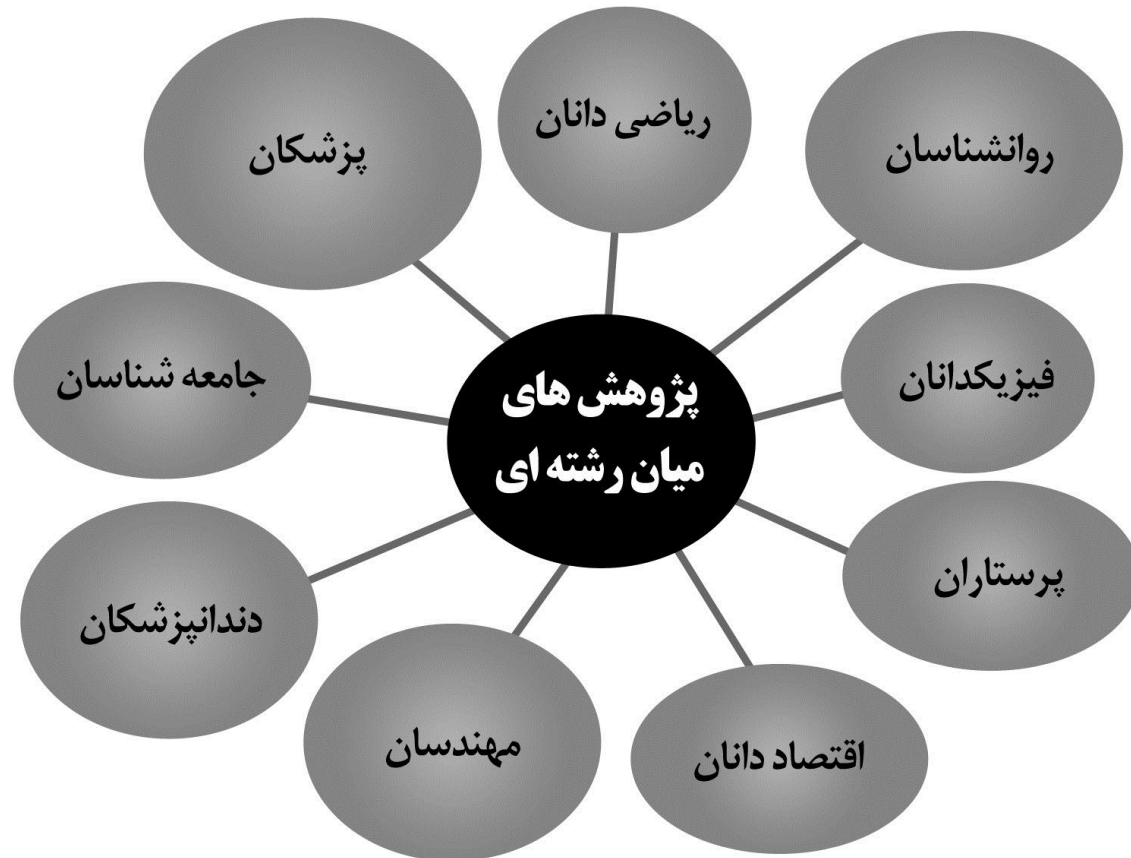 ریاضی دانان
روانشناسان
پزشکان
فیزیکدانان
جامعه شناسان
پژوهش های
میان رشته ای
پرستاران
دندانپزشکان
مهندسان
اقتصاد دانان